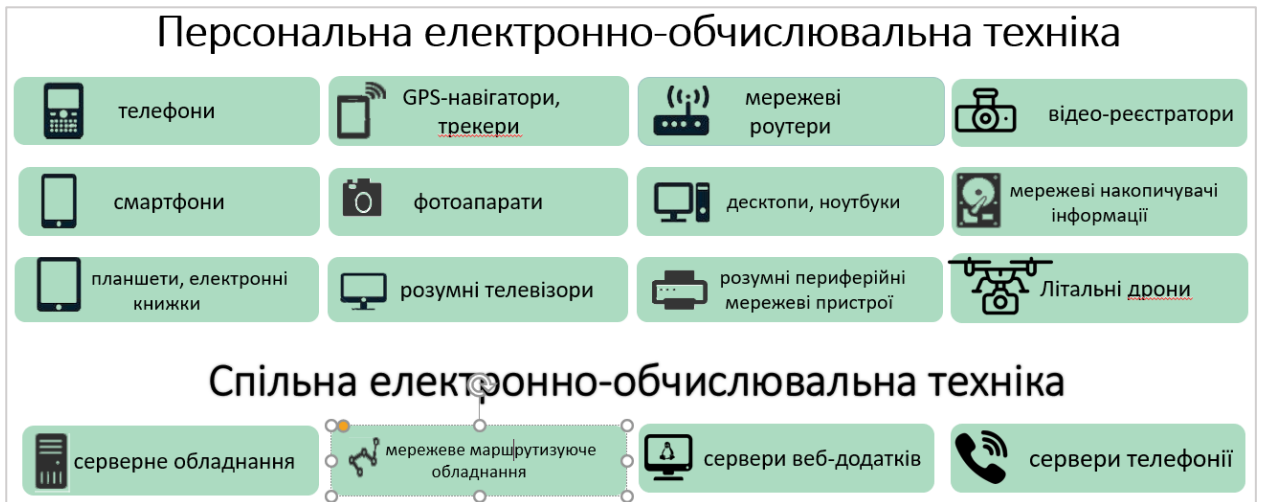 Персональна електронно-обчислювальна техніка
телефони
GPS-навігатори,
трекери
мережеві
роутери
відео-реєстратори
смартфони
фотоапарати
десктопи, ноутбуки
мережеві накопичувачі
інформації
планшети, електронні
книжки
розумні телевізори
розумні периферійні
мережеві пристрої
Літальні дрони
Спільна електронно-обчислювальна техніка
серверне обладнання
мережеве маршрутизуюче
обладнання
сервери веб-додатків
сервери телефонії